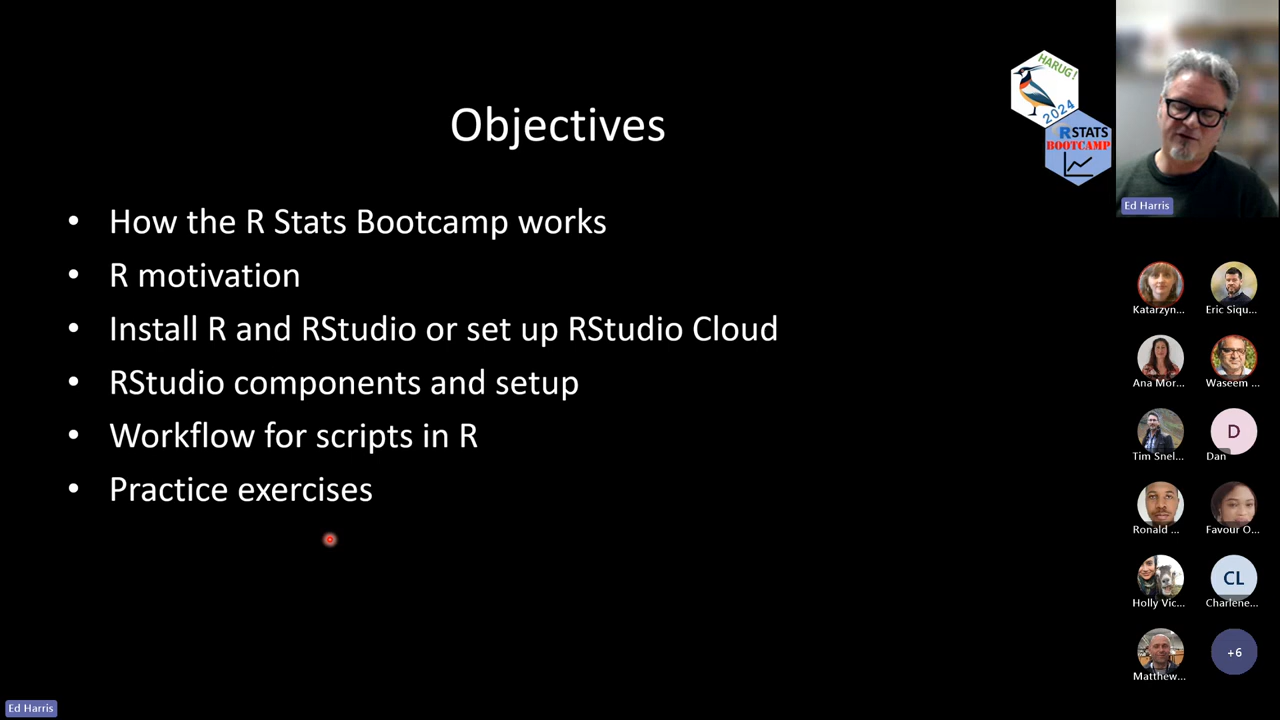 Objectives
• How the R Stats Bootcamp works
• R motivation
• Install R and RStudio or set up RStudio Cloud
• RStudio components and setup
• Workflow for scripts in R
• Practice exercises
HARUG!
2024
RSTATS
BOOTCAMP
Ed Harris
Katarzyn...
Eric Siqu...
Ana Mor...
Waseem ...
Tim Snel...
D
Dan
Ronald ...
Favour O...
Holly Vic...
CL
Charlene...
Matthew...
+6
Ed Harris